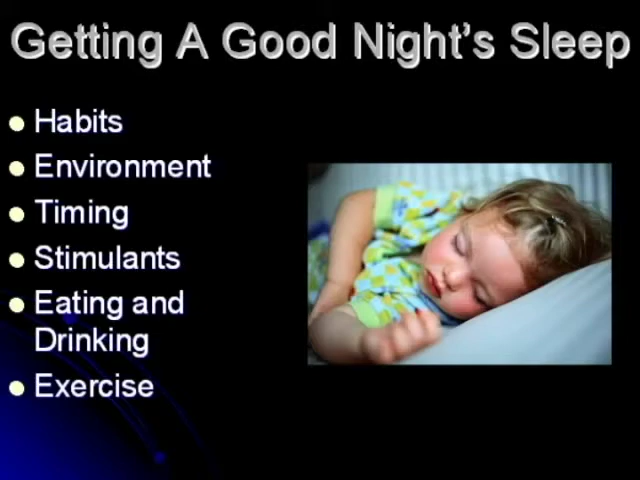 Getting A Good Night's Sleep
Habits
Environment
Timing
Stimulants
Eating and
Drinking
Exercise